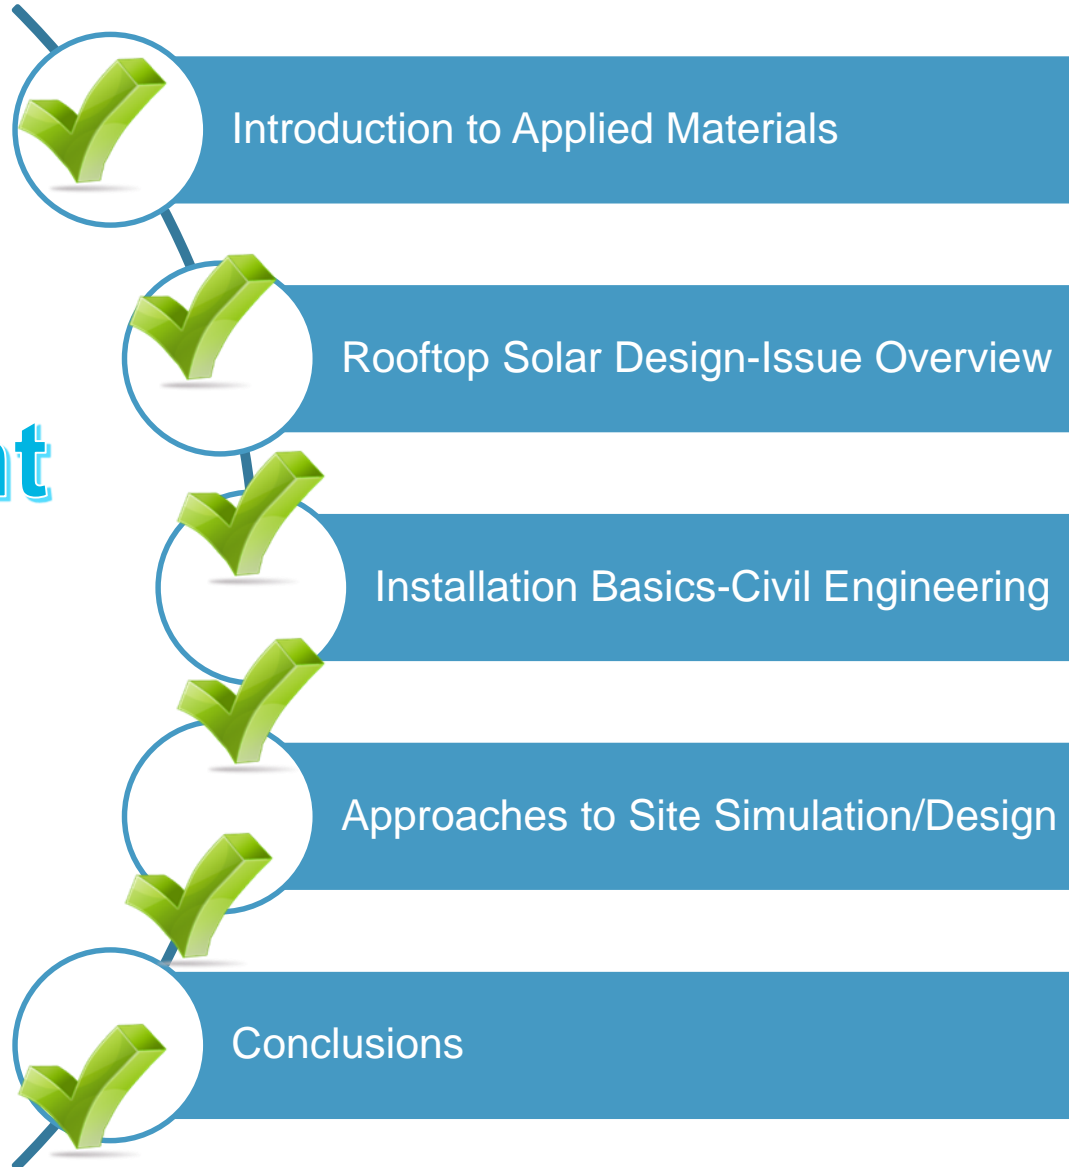 Introduction to Applied Materials
Rooftop Solar Design-Issue Overview
nt
Installation Basics-Civil Engineering
Approaches to Site Simulation/Design
Conclusions